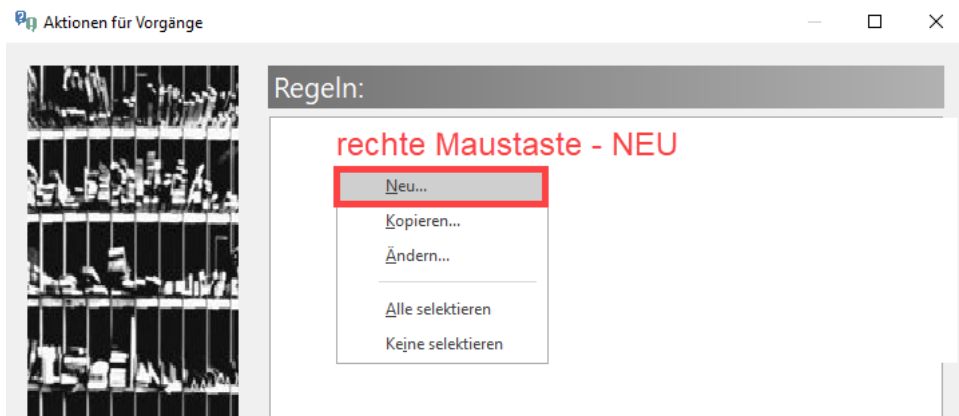 Aktionen für Vorgänge
Regeln:
rechte Maustaste - NEU
Neu...
Kopieren...
Ändern...
Alle selektieren
Keine selektieren